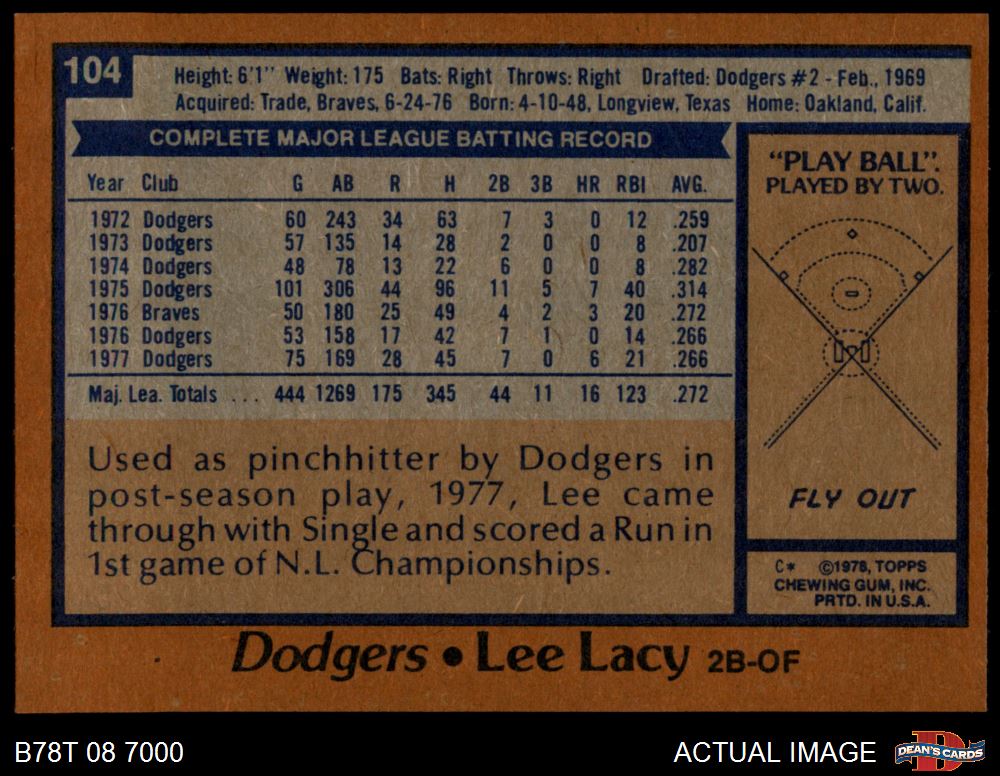 104
Height: 6'1" Weight: 175 Bats: Right Throws: Right Drafted: Dodgers #2 - Feb., 1969
Acquired: Trade, Braves, 6-24-76 Born: 4-10-48, Longview, Texas Home: Oakland, Calif.
COMPLETE MAJOR LEAGUE BATTING RECORD
Year Club G AB R H 2B 3B HR RBI AVG.
1972 Dodgers 60 243 34 63 7 3 0 12 .259
1973 Dodgers 57 135 14 28 2 0 0 8 .207
1974 Dodgers 48 78 13 22 6 0 0 8 .282
1975 Dodgers 101 306 44 96 11 5 7 40 .314
1976 Braves 50 180 25 49 4 2 3 20 .272
1976 Dodgers 53 158 17 42 7 1 0 14 .266
1977 Dodgers 75 169 28 45 7 0 6 21 .266
Maj. Lea. Totals ... 444 1269 175 345 44 11 16 123 .272
Used as pinchhitter by Dodgers in
post-season play, 1977, Lee came
through with Single and scored a Run in
1st game of N.L. Championships.
"PLAY BALL".
PLAYED BY TWO.
FLY OUT
C* ©1978, TOPPS
CHEWING GUM, INC.
PRTD. IN U.S.A.
Dodgers • Lee Lacy 2B-OF
B78T 08 7000
ACTUAL IMAGE
D
DEAN'S CARDS